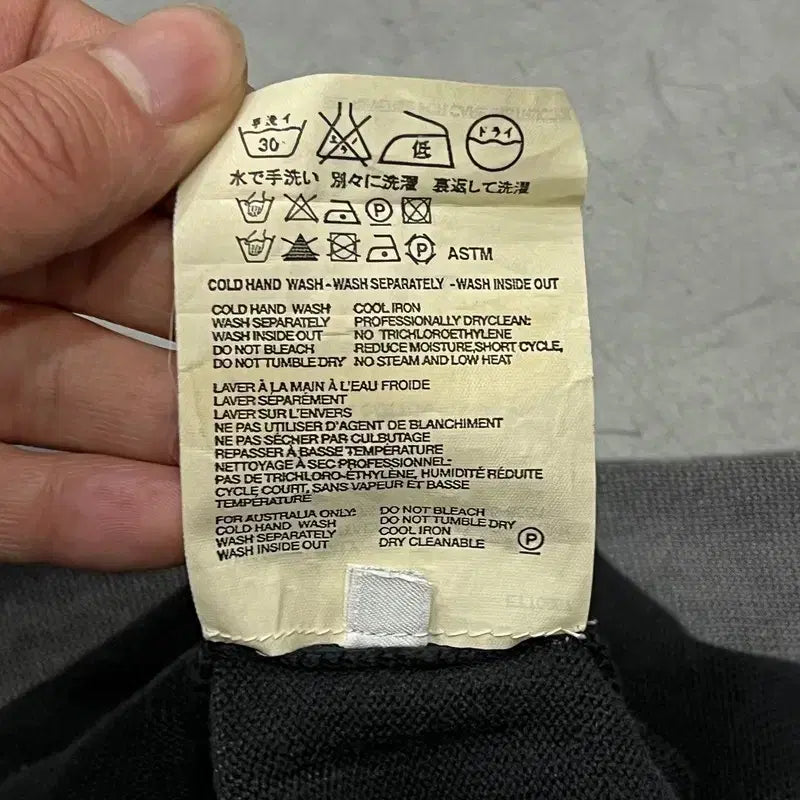 手洗イ
30
エンソサラシ
低
ドライ
水で手洗い 別々に洗濯 裏返して洗濯
P
P ASTM
COLD HAND WASH-WASH SEPARATELY -WASH INSIDE OUT
COLD HAND WASH
WASH SEPARATELY
WASH INSIDE OUT
DO NOT BLEACH
DO NOT TUMBLE DRY
COOL IRON
PROFESSIONALLY DRYCLEAN:
NO TRICHLOROETHYLENE
REDUCE MOISTURE,SHORT CYCLE,
NO STEAM AND LOW HEAT
LAVER À LA MAIN À L'EAU FROIDE
LAVER SÉPARÉMENT
LAVER SUR L'ENVERS
NE PAS UTILISER D'AGENT DE BLANCHIMENT
NE PAS SÉCHER PAR CULBUTAGE
REPASSER À BASSE TEMPÉRATURE
NETTOYAGE À SEC PROFESSIONNEL-
PAS DE TRICHLORO-ÉTHYLÈNE, HUMIDITÉ RÉDUITE
CYCLE COURT, SANS VAPEUR ET BASSE
TEMPÉRATURE
FOR AUSTRALIA ONLY:
COLD HAND WASH
WASH SEPARATELY
WASH INSIDE OUT
DO NOT BLEACH
DO NOT TUMBLE DRY
COOL IRON
DRY CLEANABLE
P